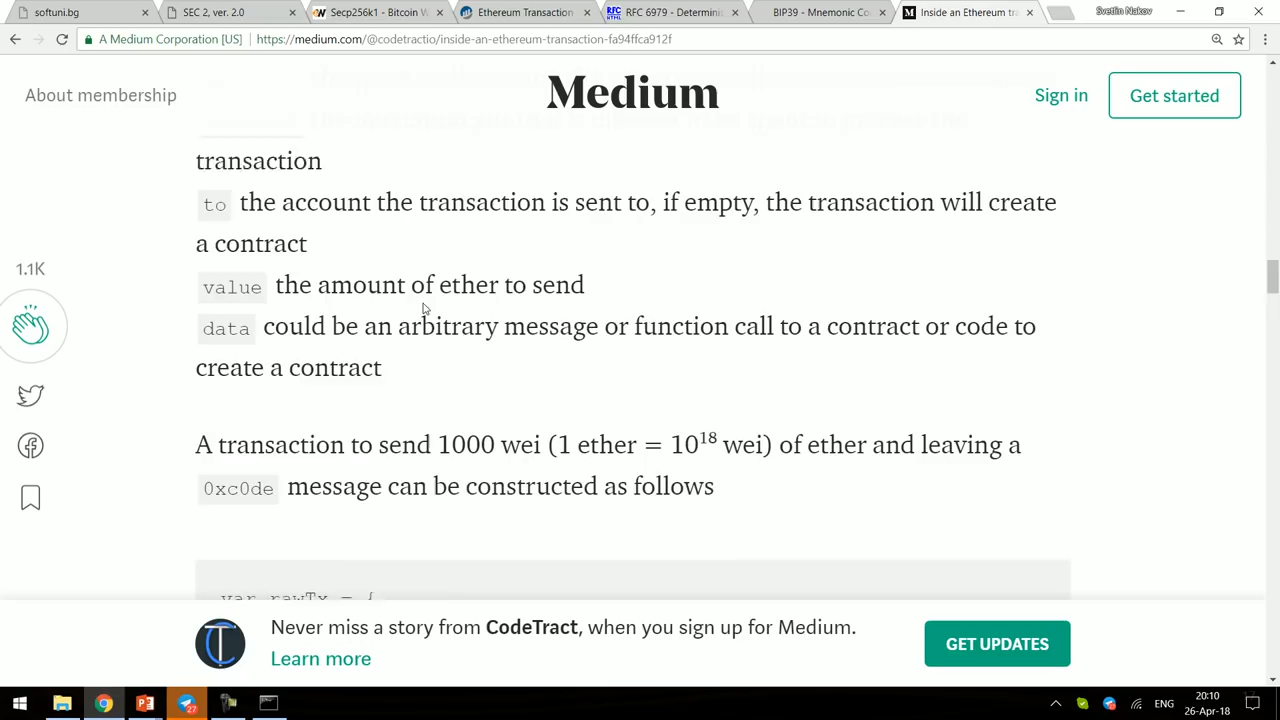 softuni.bg
SEC 2, ver. 2.0
Secp256k1 - Bitcoin W
Ethereum Transaction
RFC 6979 - Determinis
BIP39 - Mnemonic Co
Inside an Ethereum tra
Svetlin Nakov
A Medium Corporation [US]
https://medium.com/@codetractio/inside-an-ethereum-transaction-fa94ffca912f
About membership
Medium
Sign in
Get started
transaction
to the account the transaction is sent to, if empty, the transaction will create
a contract
value the amount of ether to send
data could be an arbitrary message or function call to a contract or code to
create a contract
1.1K
A transaction to send 1000 wei (1 ether = 10¹⁸ wei) of ether and leaving a
0xc0de message can be constructed as follows
var rawTx = {
Never miss a story from CodeTract, when you sign up for Medium.
Learn more
GET UPDATES
27
ENG
20:10
26-Apr-18